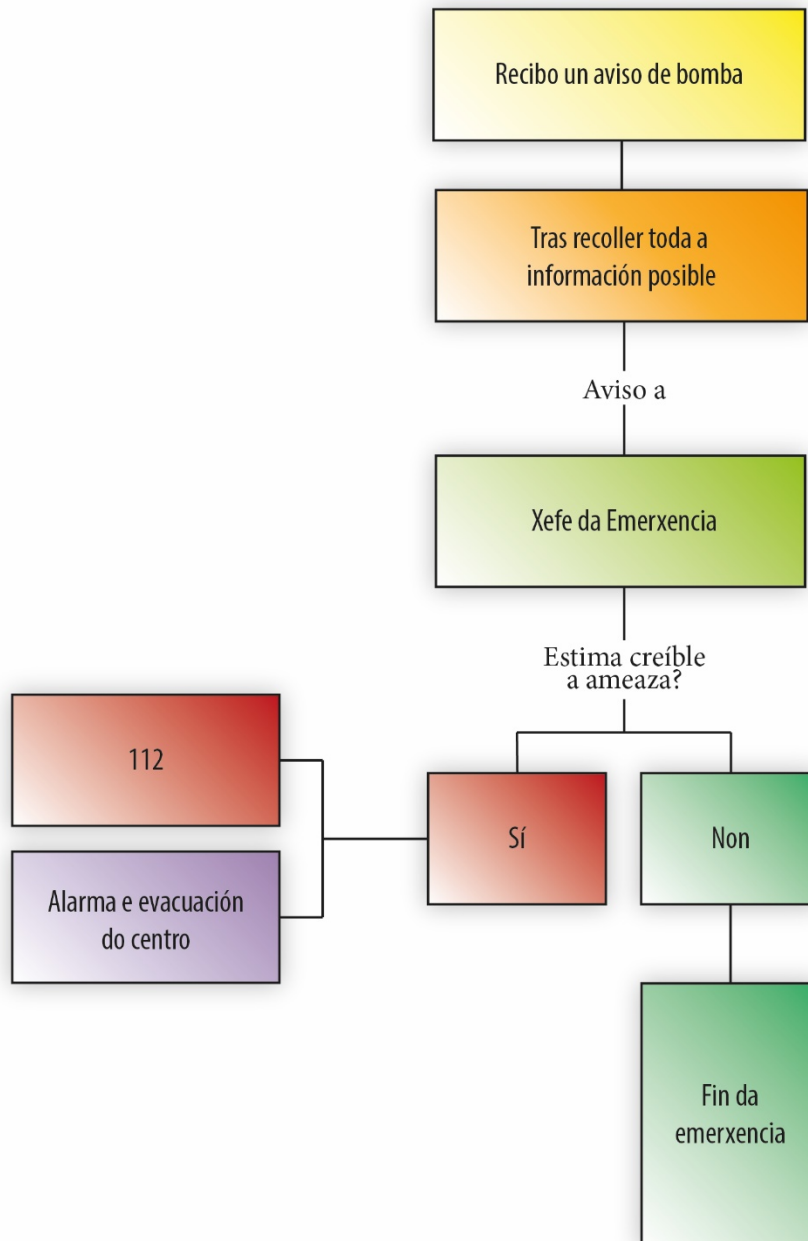 Recibo un aviso de bomba
Tras recoller toda a
información posible
Aviso a
Xefe da Emerxencia
Estima creíble
a ameaza?
112
Sí
Non
Alarma e evacuación
do centro
Fin da
emerxencia